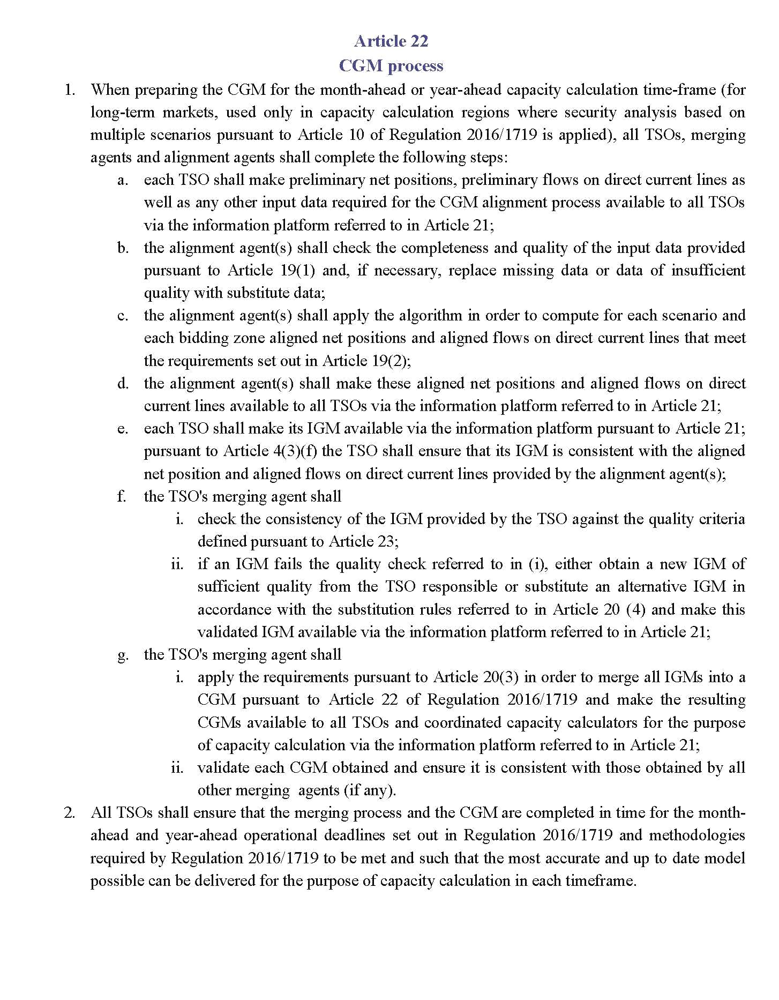 Article 22
CGM process
1. When preparing the CGM for the month-ahead or year-ahead capacity calculation time-frame (for
long-term markets, used only in capacity calculation regions where security analysis based on
multiple scenarios pursuant to Article 10 of Regulation 2016/1719 is applied), all TSOs, merging
agents and alignment agents shall complete the following steps:
a. each TSO shall make preliminary net positions, preliminary flows on direct current lines as
well as any other input data required for the CGM alignment process available to all TSOs
via the information platform referred to in Article 21;
b. the alignment agent(s) shall check the completeness and quality of the input data provided
pursuant to Article 19(1) and, if necessary, replace missing data or data of insufficient
quality with substitute data;
c. the alignment agent(s) shall apply the algorithm in order to compute for each scenario and
each bidding zone aligned net positions and aligned flows on direct current lines that meet
the requirements set out in Article 19(2);
d. the alignment agent(s) shall make these aligned net positions and aligned flows on direct
current lines available to all TSOs via the information platform referred to in Article 21;
e. each TSO shall make its IGM available via the information platform pursuant to Article 21;
pursuant to Article 4(3)(f) the TSO shall ensure that its IGM is consistent with the aligned
net position and aligned flows on direct current lines provided by the alignment agent(s);
f. the TSO's merging agent shall
i. check the consistency of the IGM provided by the TSO against the quality criteria
defined pursuant to Article 23;
ii. if an IGM fails the quality check referred to in (i), either obtain a new IGM of
sufficient quality from the TSO responsible or substitute an alternative IGM in
accordance with the substitution rules referred to in Article 20 (4) and make this
validated IGM available via the information platform referred to in Article 21;
g. the TSO's merging agent shall
i. apply the requirements pursuant to Article 20(3) in order to merge all IGMs into a
CGM pursuant to Article 22 of Regulation 2016/1719 and make the resulting
CGMs available to all TSOs and coordinated capacity calculators for the purpose
of capacity calculation via the information platform referred to in Article 21;
ii. validate each CGM obtained and ensure it is consistent with those obtained by all
other merging agents (if any).
2. All TSOs shall ensure that the merging process and the CGM are completed in time for the month-
ahead and year-ahead operational deadlines set out in Regulation 2016/1719 and methodologies
required by Regulation 2016/1719 to be met and such that the most accurate and up to date model
possible can be delivered for the purpose of capacity calculation in each timeframe.